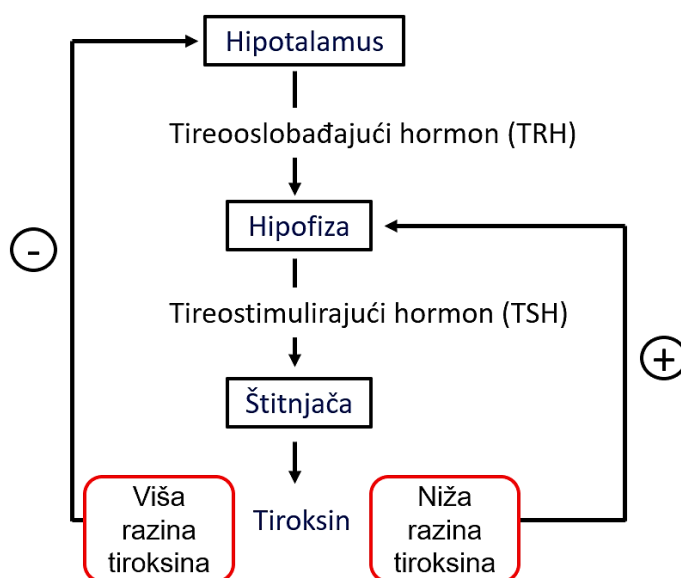 Hipotalamus
Tireooslobađajući hormon (TRH)
Hipofiza
-
Tireostimulirajući hormon (TSH)
+
Štitnjača
Viša
razina
tiroksina
Tiroksin
Niža
razina
tiroksina